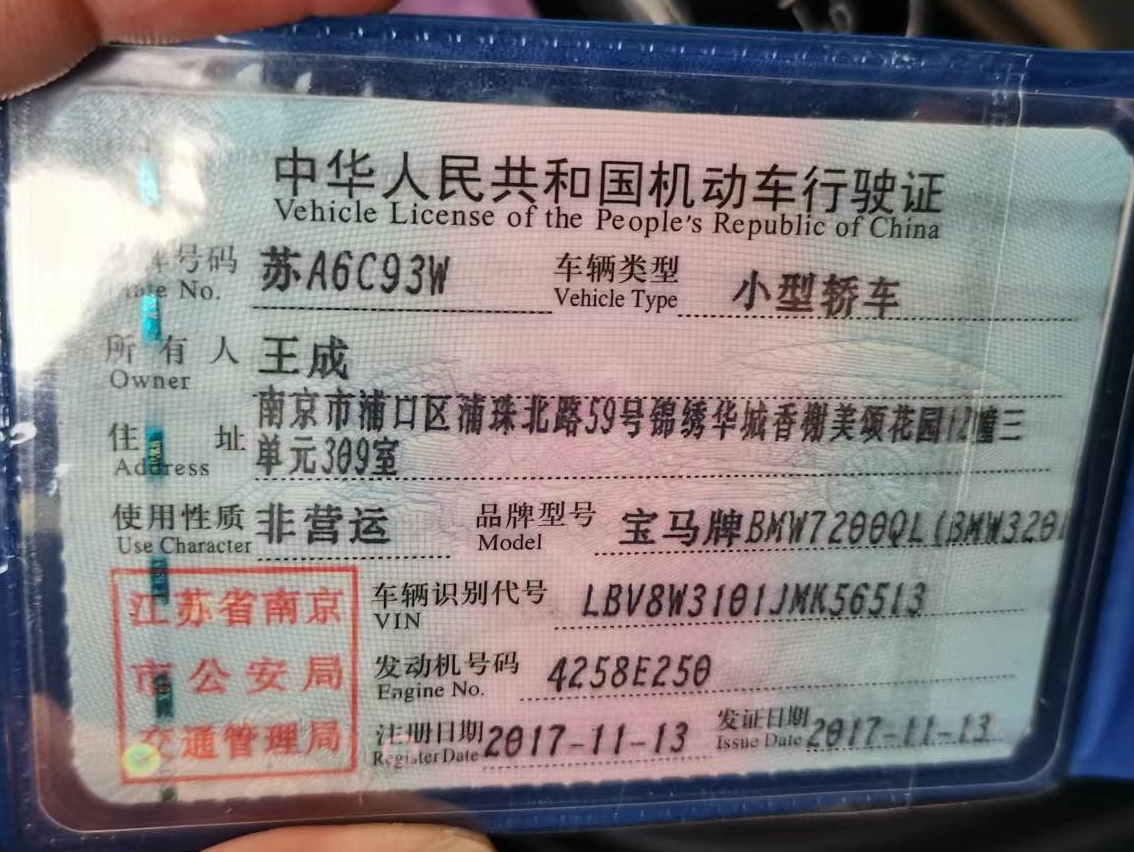 中华人民共和国机动车行驶证
Vehicle License of the People's Republic of China
号码 苏A6C93W 车辆类型 小型轿车
No. Vehicle Type
所有人 王成
Owner
南京市浦口区浦珠北路59号锦绣华城香榭美颂花园12幢三
住址
单元309室
Address
使用性质 非营运 品牌型号 宝马牌BMW7200QL(BMW320
Use Character Model
江苏省南京
市公安局
交通管理局
车辆识别代号 LBV8W3101JMK56513
VIN
发动机号码 4258E250
Engine No.
注册日期 2017-11-13 发证日期 2017-11-13
Register Date Issue Date